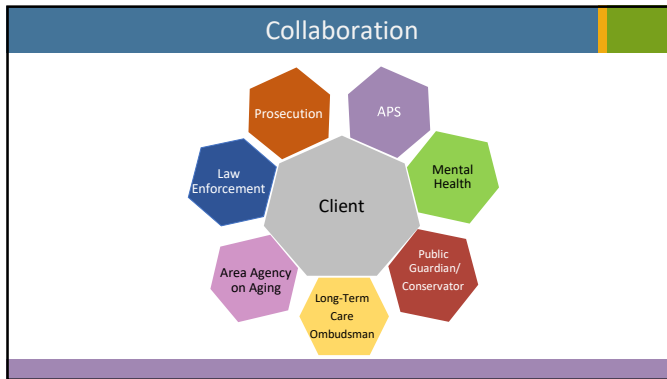 Collaboration
Prosecution
APS
Law
Enforcement
Mental
Health
Client
Area Agency
on Aging
Public
Guardian/
Conservator
Long-Term
Care
Ombudsman